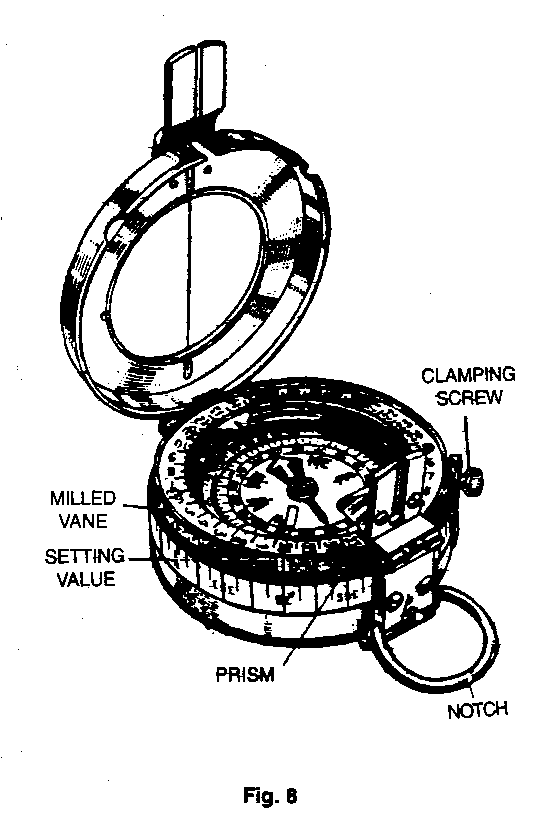 CLAMPING
SCREW
MILLED
VANE
SETTING
VALUE
PRISM
NOTCH
Fig. 8